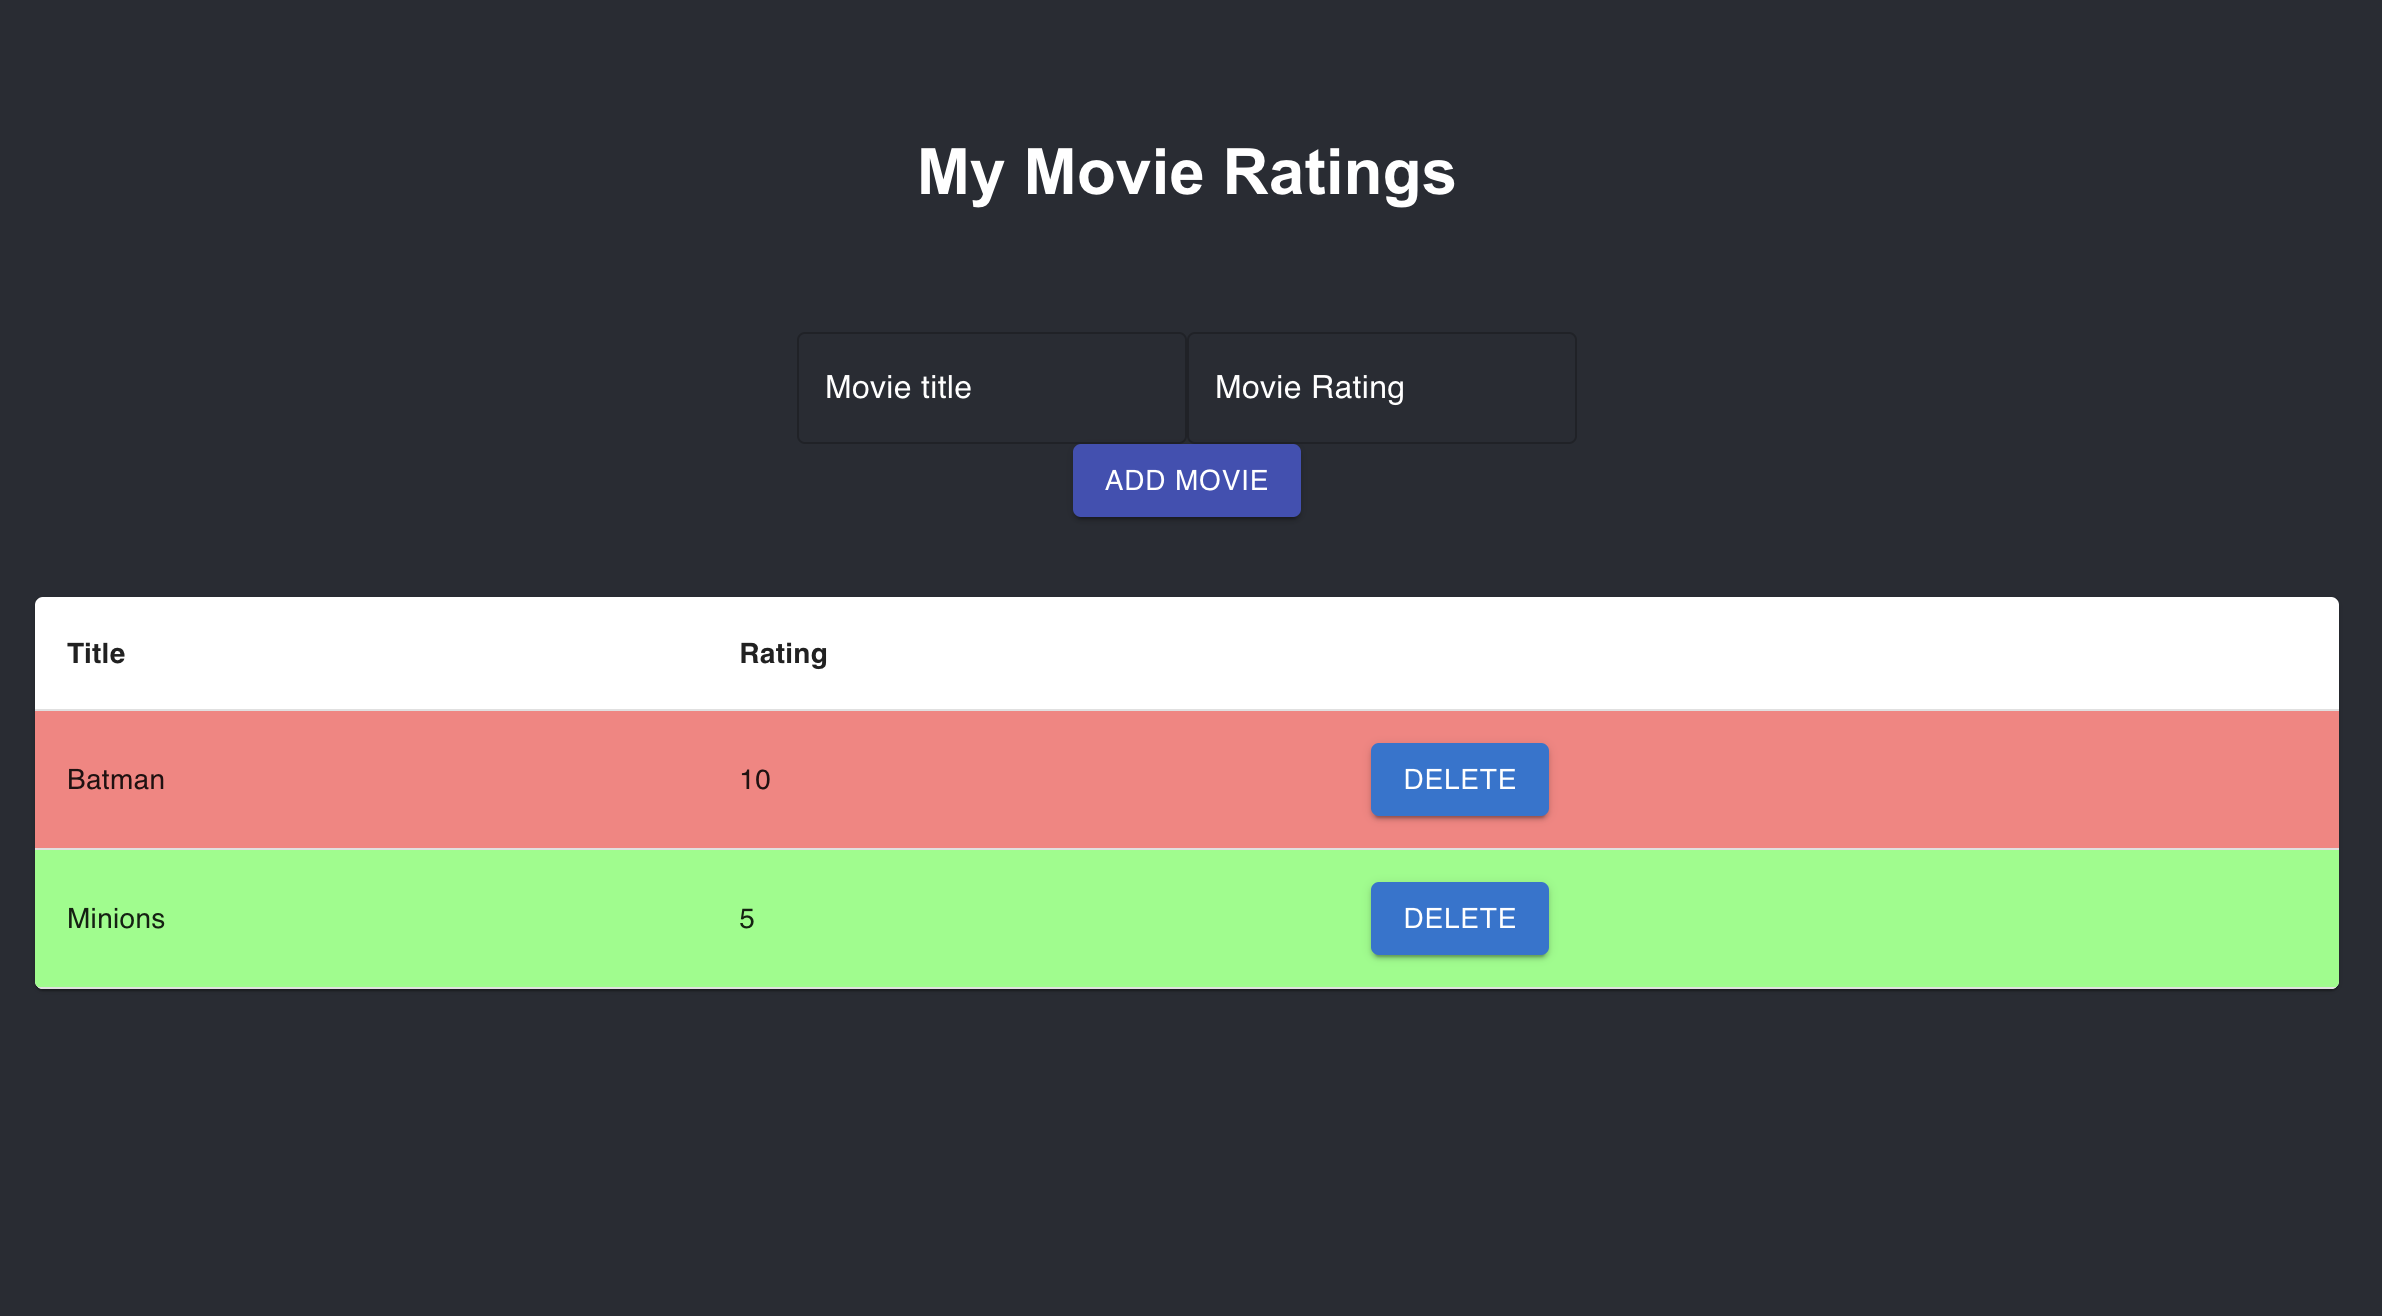 My Movie Ratings
Movie title Movie Rating
ADD MOVIE
Title Rating
Batman 10 DELETE
Minions 5 DELETE